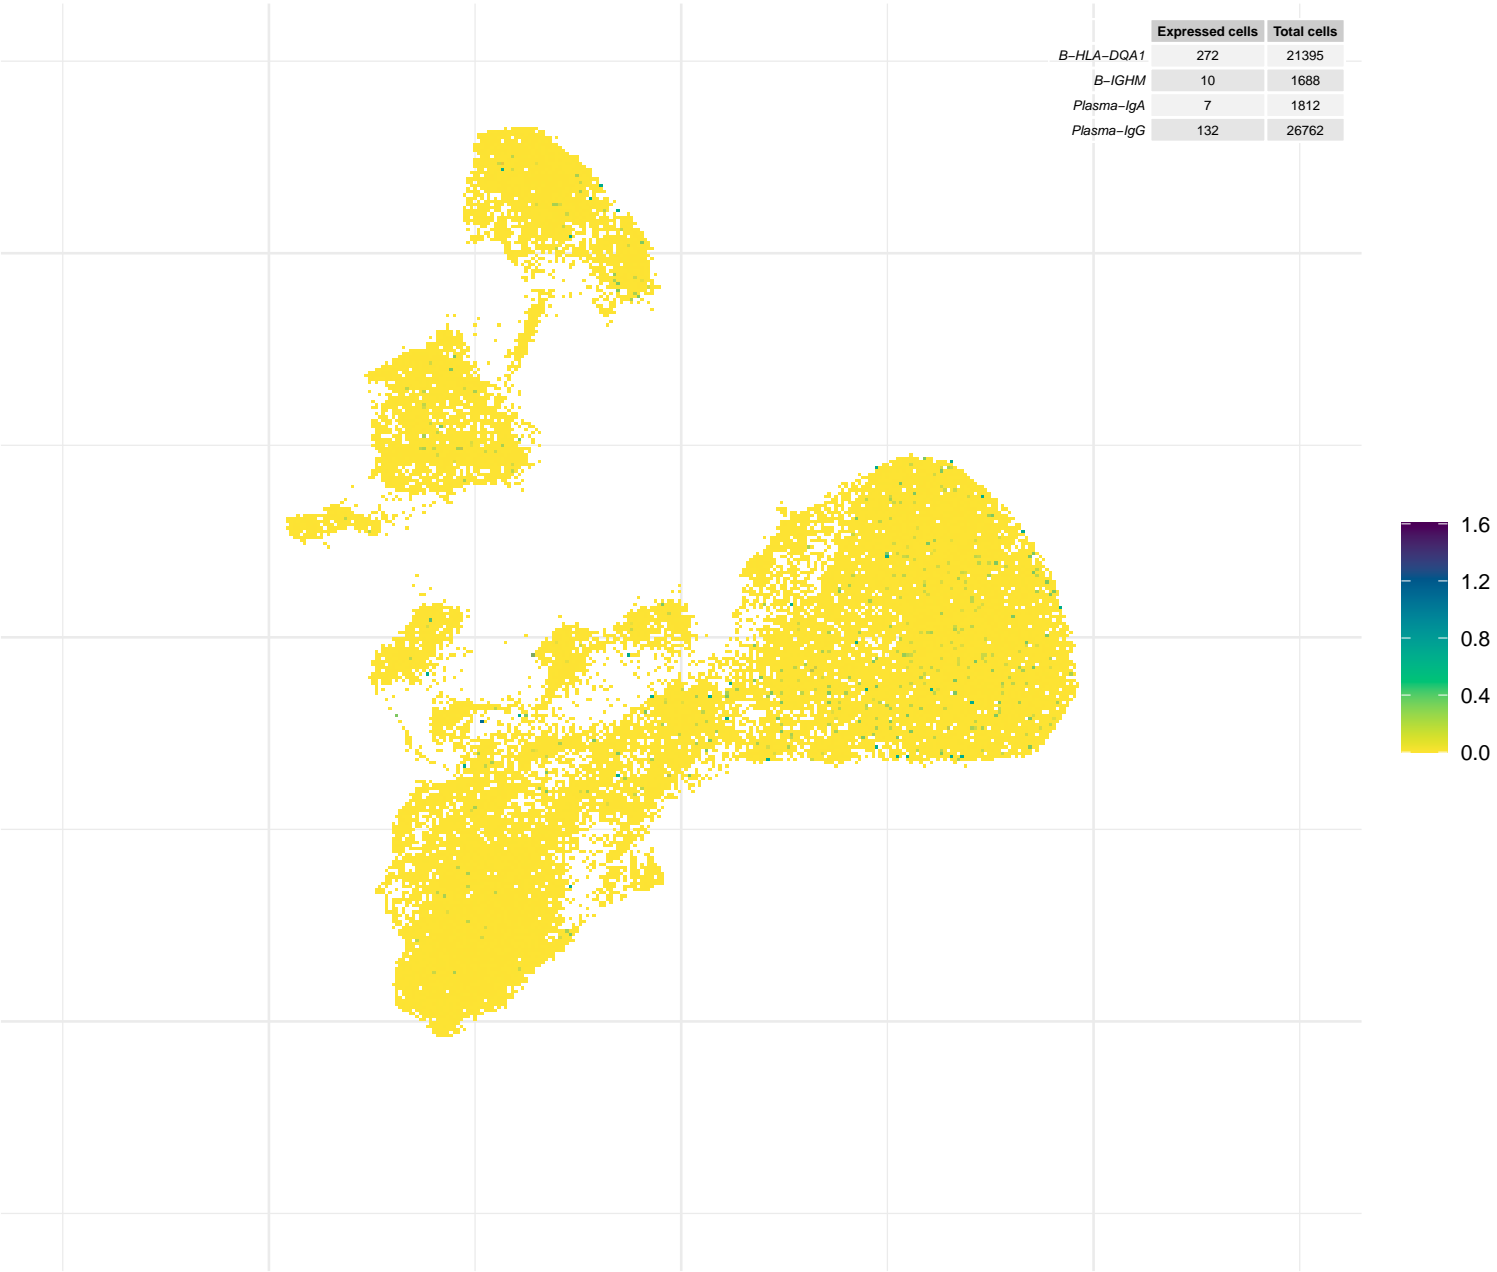 Expressed cells Total cells
B−HLA−DQA1 272 21395
B−IGHM 10 1688
Plasma−IgA 7 1812
Plasma−IgG 132 26762
1.6
1.2
0.8
0.4
0.0